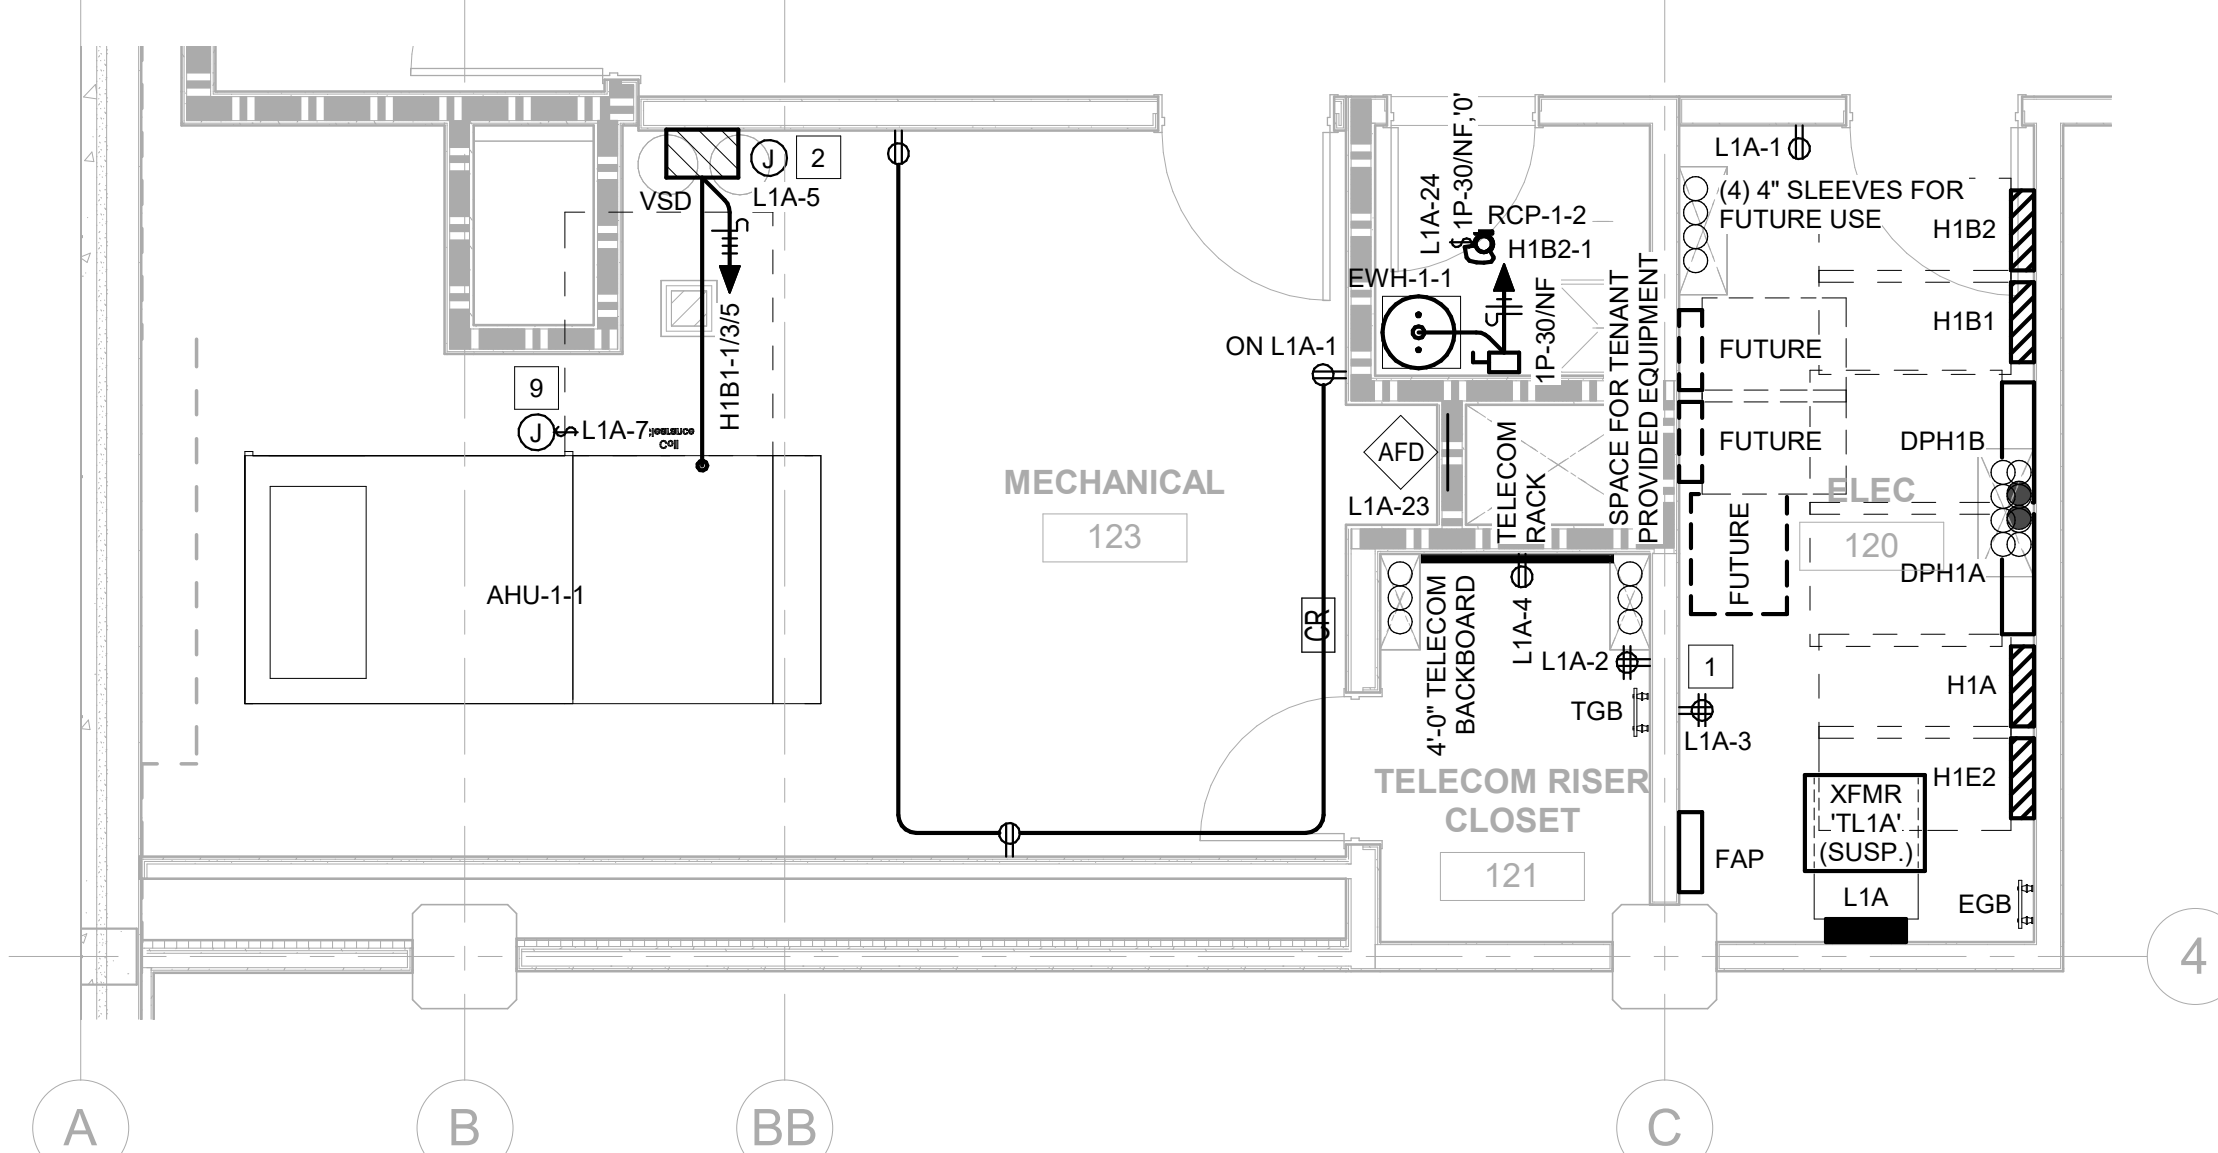 L1A-1
(4) 4" SLEEVES FOR
FUTURE USE
H1B2
H1B1
FUTURE
FUTURE
FUTURE
DPH1B
ELEC
120
DPH1A
H1A
H1E2
XFMR
'TL1A'
(SUSP.)
L1A
EGB
FAP
1
L1A-3
J
2
VSD
L1A-5
H1B1-1/3/5
9
J
L1A-7
Coil
AHU-1-1
MECHANICAL
123
ON L1A-1
CR
L1A-24
1P-30/NF,'0'
RCP-1-2
H1B2-1
EWH-1-1
1P-30/NF
SPACE FOR TENANT
PROVIDED EQUIPMENT
AFD
L1A-23
TELECOM
RACK
4'-0" TELECOM
BACKBOARD
L1A-4
L1A-2
TGB
TELECOM RISER
CLOSET
121
4
A
B
BB
C